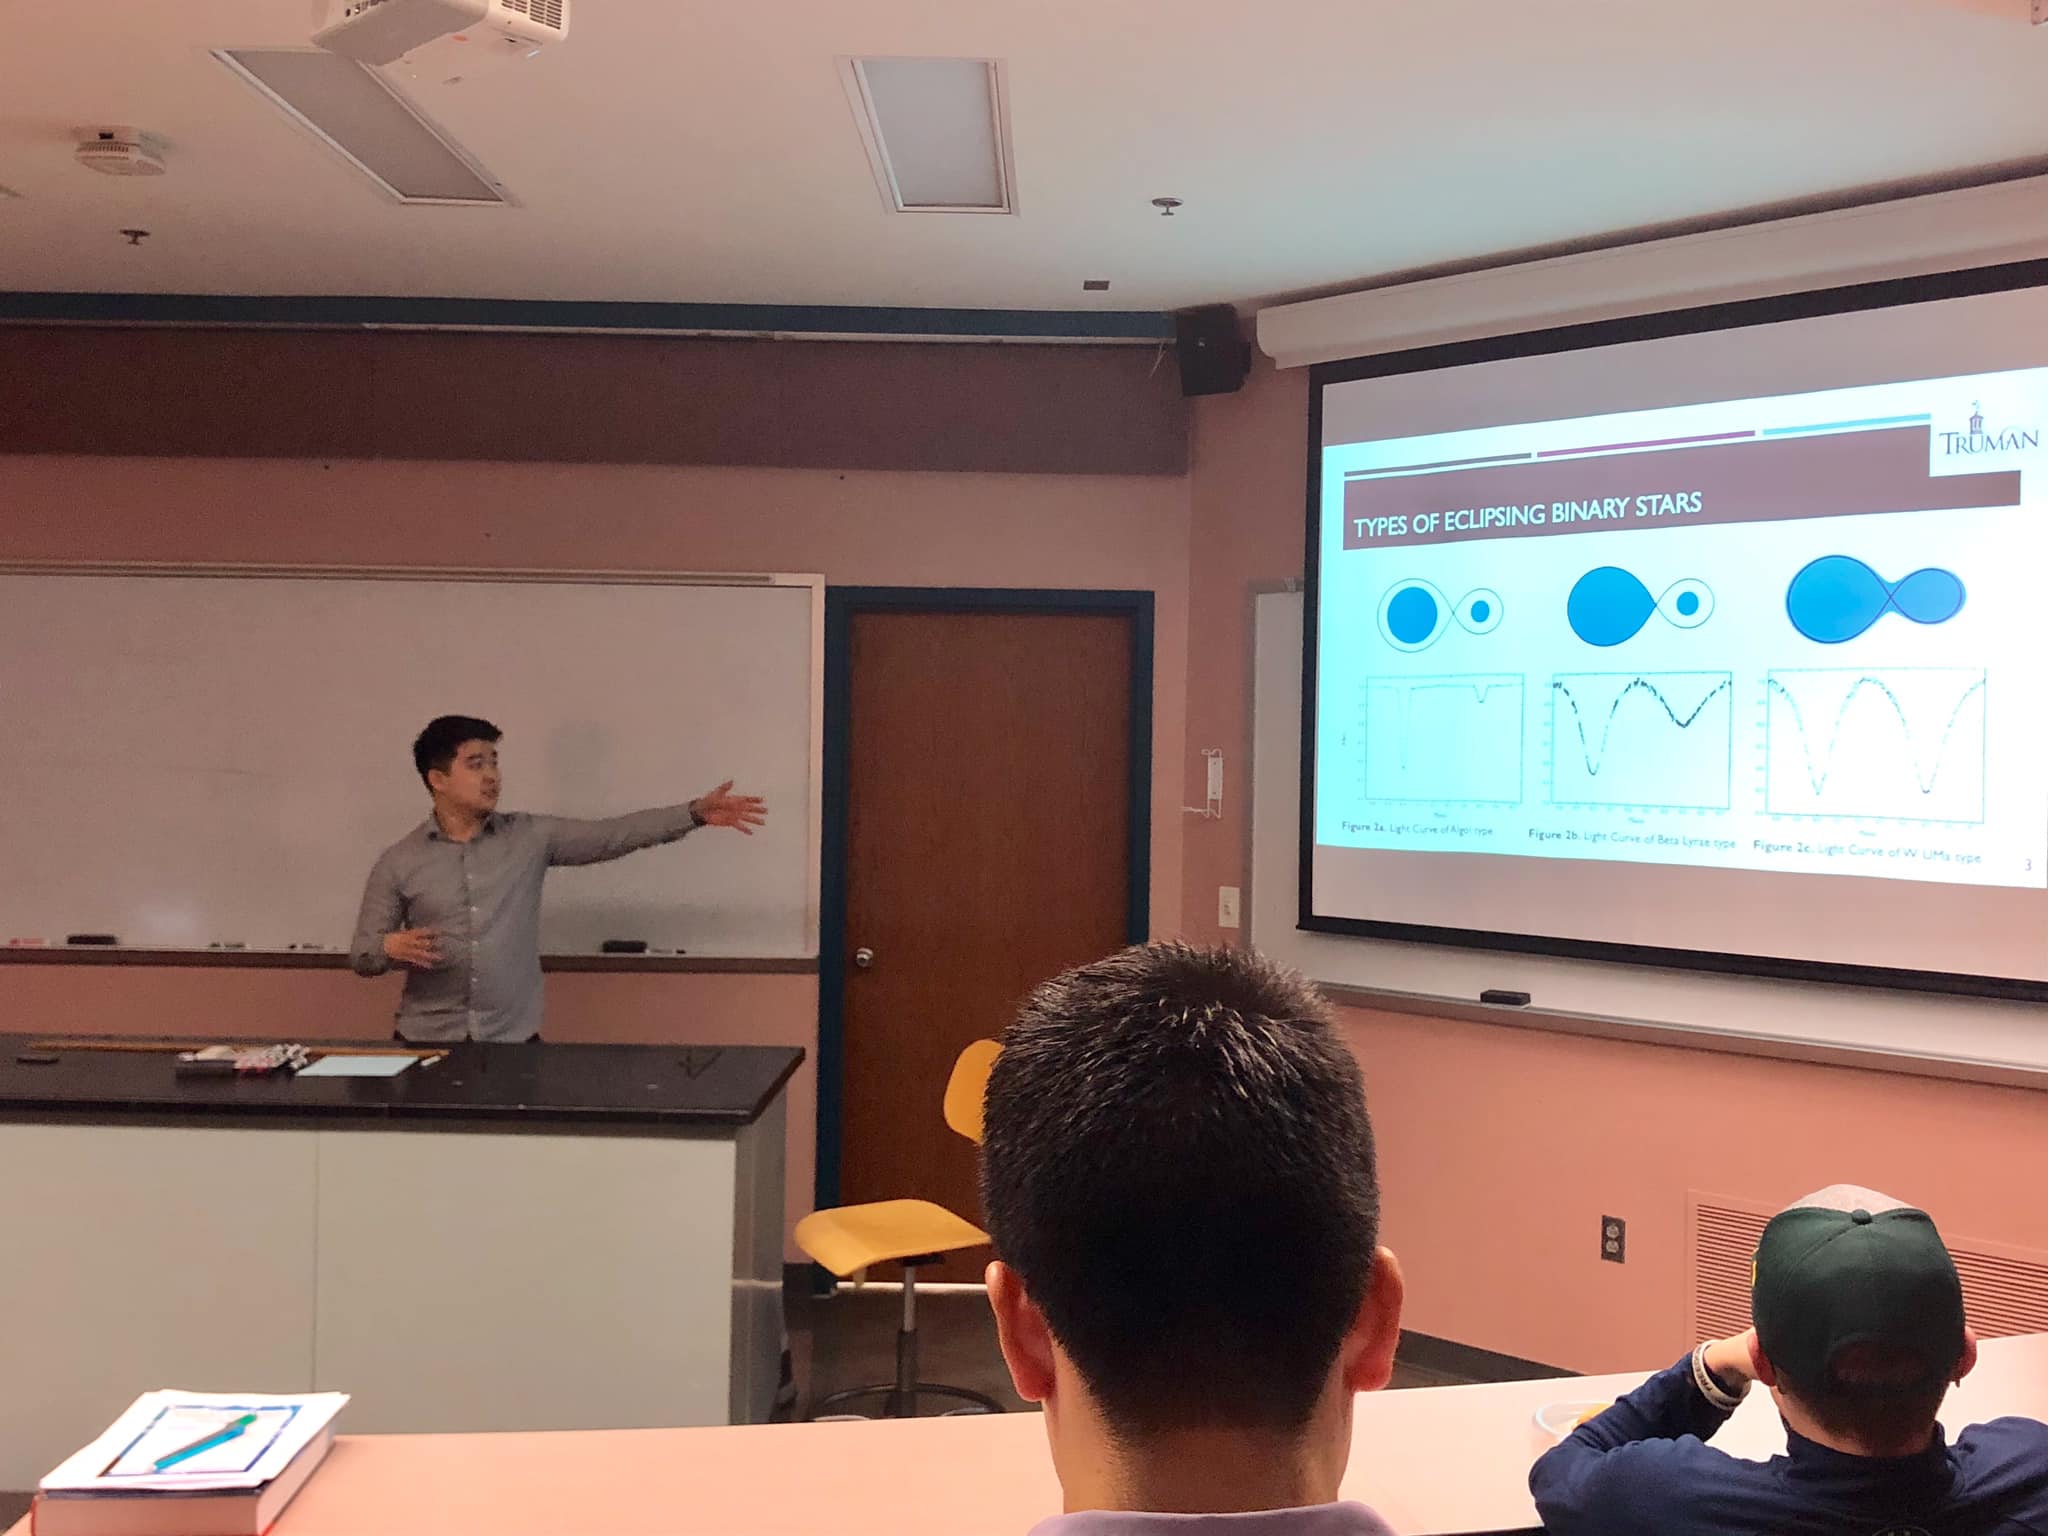 TRUMAN
TYPES OF ECLIPSING BINARY STARS
Figure 2a. Light Curve of Algol type
Figure 2b. Light Curve of Beta Lyrae type
Figure 2c. Light Curve of W UMa type
3